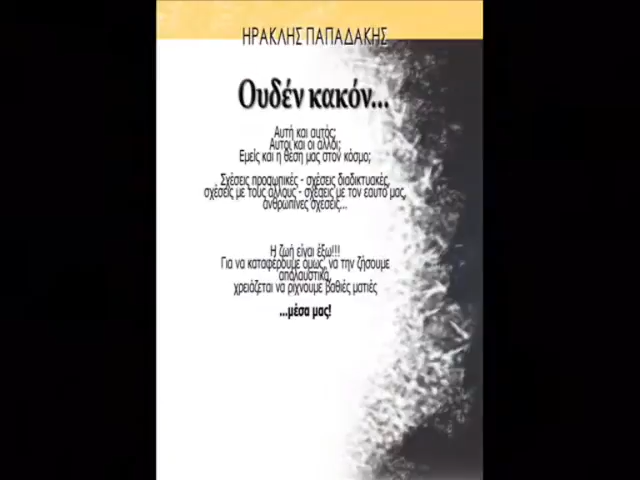 ΗΡΑΚΛΗΣ ΠΑΠΑΔΑΚΗΣ
Ουδέν κακόν...
Αυτή και αυτός;
Αυτοί και οι άλλοι;
Εμείς και η θέση μας στον κόσμο;
Σχέσεις προσωπικές - σχέσεις διαδικτυακές,
σχέσεις με τους άλλους - σχέσεις με τον εαυτό μας,
ανθρώπινες σχέσεις...
Η ζωή είναι έξω!!!
Για να καταφέρουμε όμως, να την ζήσουμε
απολαυστικά,
χρειάζεται να ρίχνουμε βαθιές ματιές
...μέσα μας!